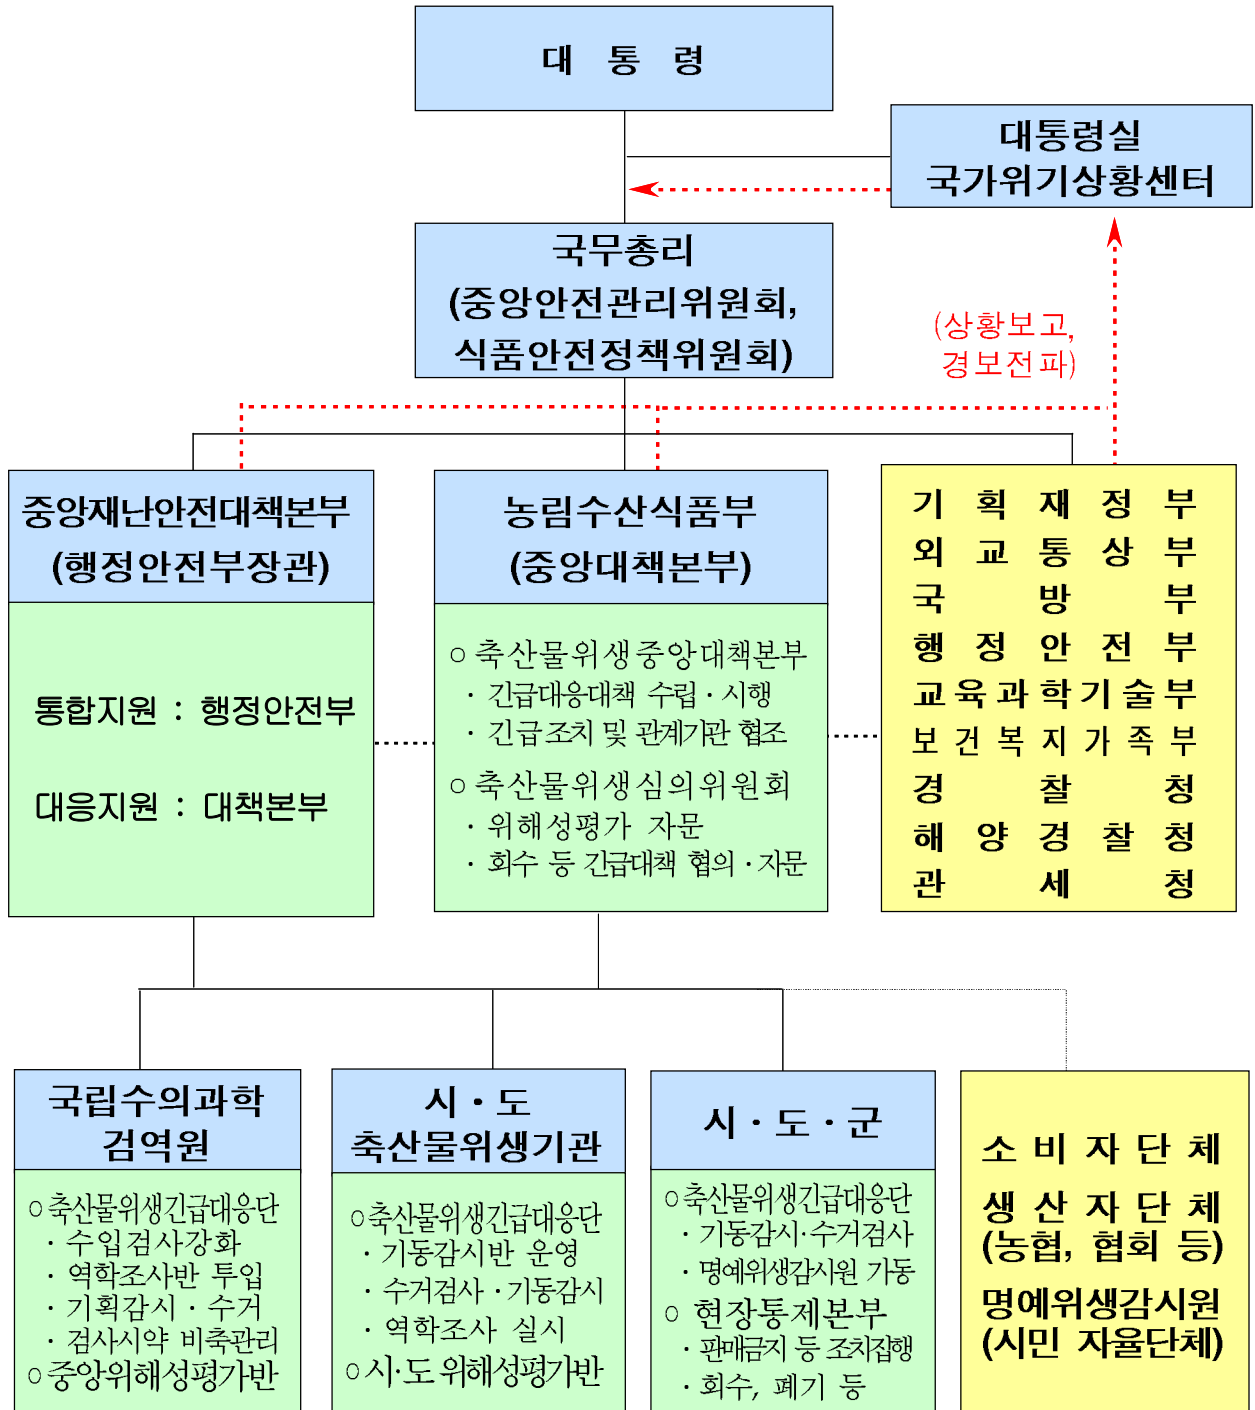 대 통 령
대통령실
국가위기상황센터
국무총리
(중앙안전관리위원회,
식품안전정책위원회)
(상황보고,
경보전파)
중앙재난안전대책본부
(행정안전부장관)
통합지원 : 행정안전부
대응지원 : 대책본부
농림수산식품부
(중앙대책본부)
○ 축산물위생중앙대책본부
· 긴급대응대책 수립 · 시행
· 긴급조치 및 관계기관 협조
○ 축산물위생심의위원회
· 위해성평가 자문
· 회수 등 긴급대책 협의 · 자문
기 획 재 정 부
외 교 통 상 부
국 방 부
행 정 안 전 부
교육과학기술부
보건복지가족부
경 찰 청
해 양 경 찰 청
관 세 청
국립수의과학
검역원
○축산물위생긴급대응단
· 수입검사강화
· 역학조사반 투입
· 기획감시 · 수거
· 검사시약 비축관리
○중앙위해성평가반
시 · 도
축산물위생기관
○축산물위생긴급대응단
· 기동감시반 운영
· 수거검사 · 기동감시
· 역학조사 실시
○시·도 위해성평가반
시 · 도 · 군
○축산물위생긴급대응단
· 기동감시·수거검사
· 명예위생감시원 가동
○ 현장통제본부
· 판매금지 등 조치집행
· 회수, 폐기 등
소 비 자 단 체
생 산 자 단 체
(농협, 협회 등)
명예위생감시원
(시민 자율단체)